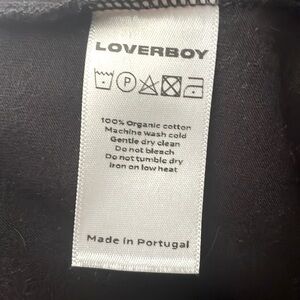 LOVERBOY
P
100% Organic cotton
Machine wash cold
Gentle dry clean
Do not bleach
Do not tumble dry
Iron on low heat
Made in Portugal